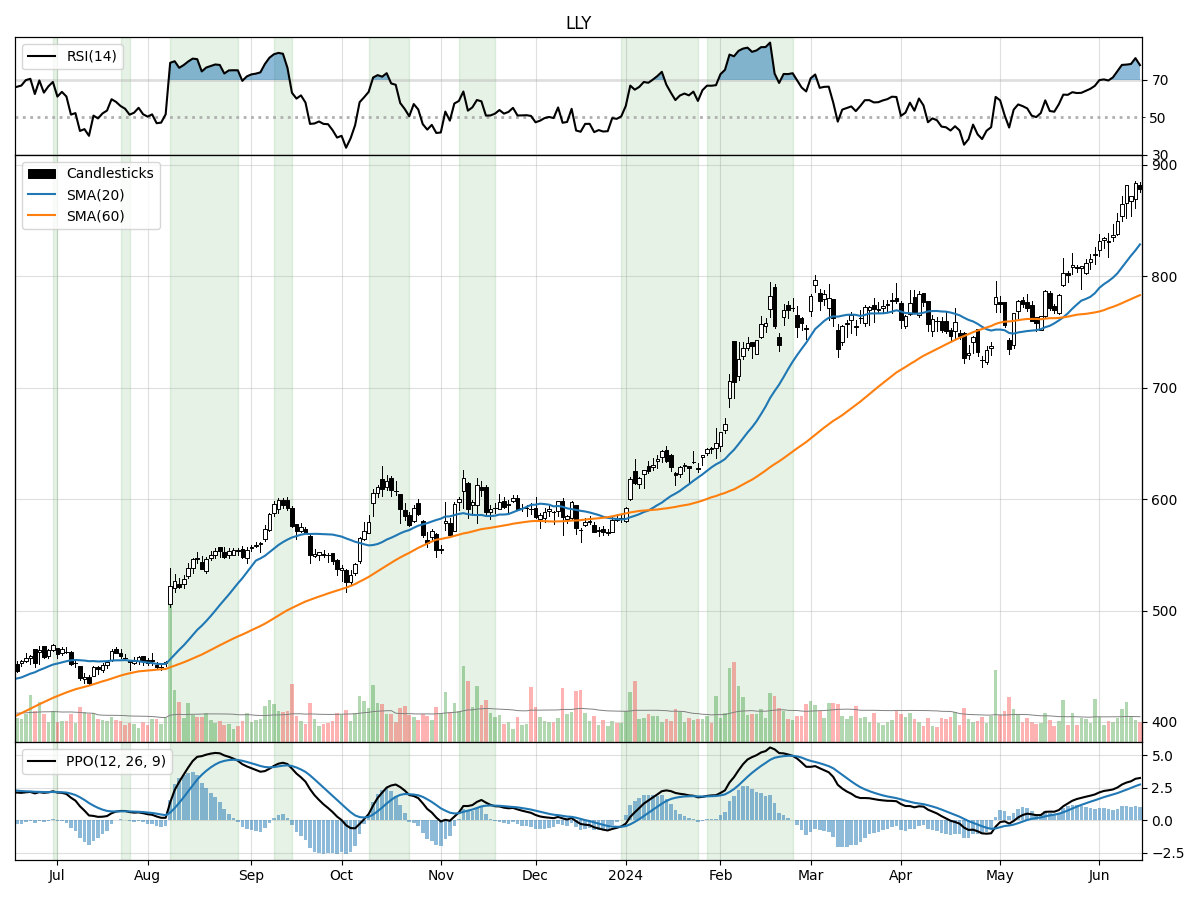 LLY
RSI(14)
70
50
30
Candlesticks
SMA(20)
SMA(60)
900
800
700
600
500
400
PPO(12, 26, 9)
5.0
2.5
0.0
−2.5
Jul Aug Sep Oct Nov Dec 2024 Feb Mar Apr May Jun